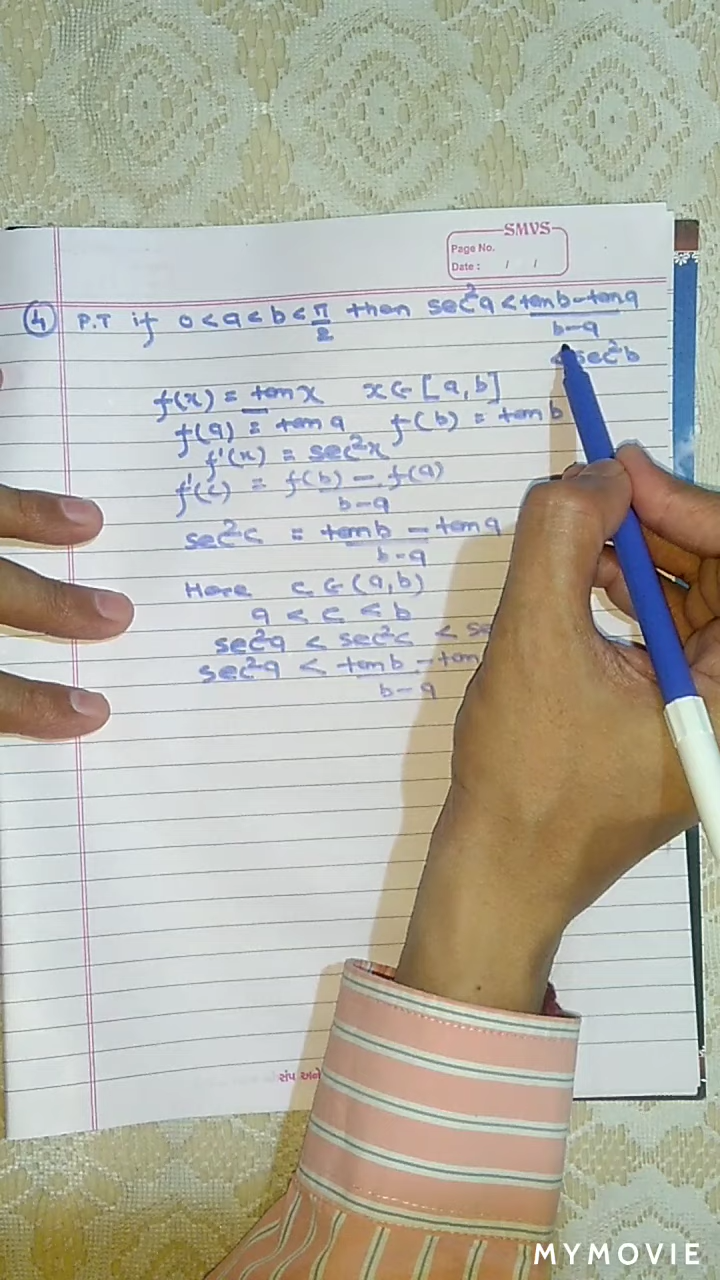 SMVS
Page No.
Date : / /
④ P.T if 0 < a < b < π/2 then sec²a < tanb - tana / b-a
< sec²b
f(x) = tanx x ∈ [a,b]
f(a) = tana f(b) = tanb
f'(x) = sec²x
f'(c) = f(b) - f(a) / b-a
sec²c = tanb - tana / b-a
Here c ∈ (a,b)
a < c < b
sec²a < sec²c < se
sec²a < tanb - tan / b-a
સંપ અને
MYMOVIE